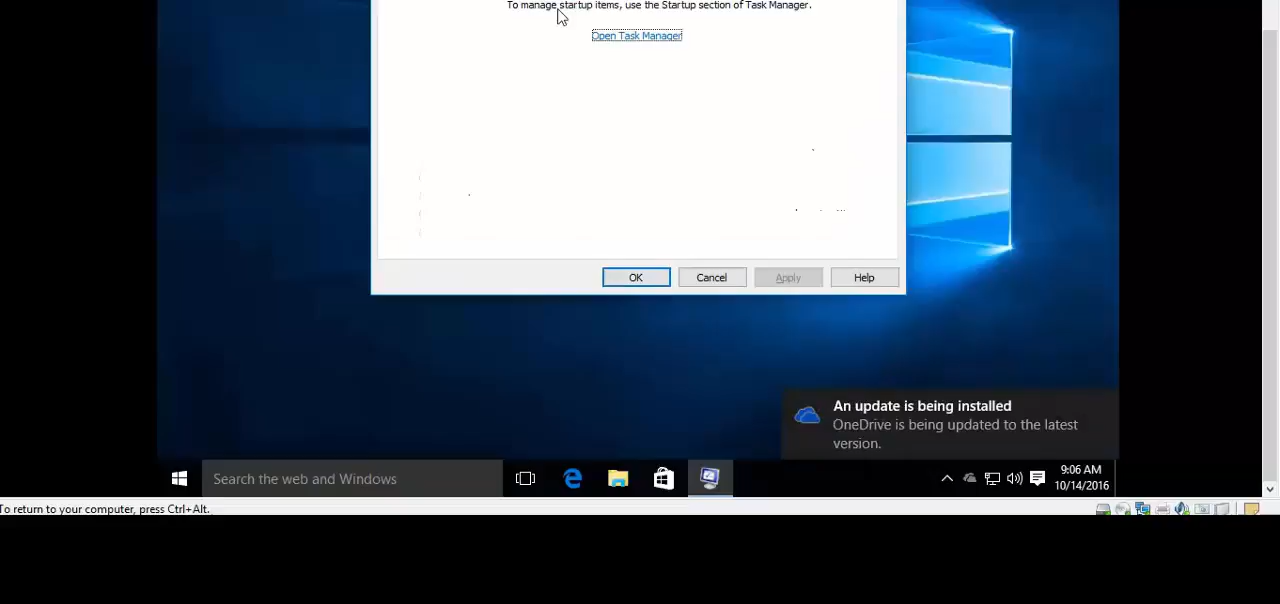 To manage startup items, use the Startup section of Task Manager.
Open Task Manager
OK
Cancel
Apply
Help
An update is being installed
OneDrive is being updated to the latest
version.
Search the web and Windows
9:06 AM
10/14/2016
To return to your computer, press Ctrl+Alt.